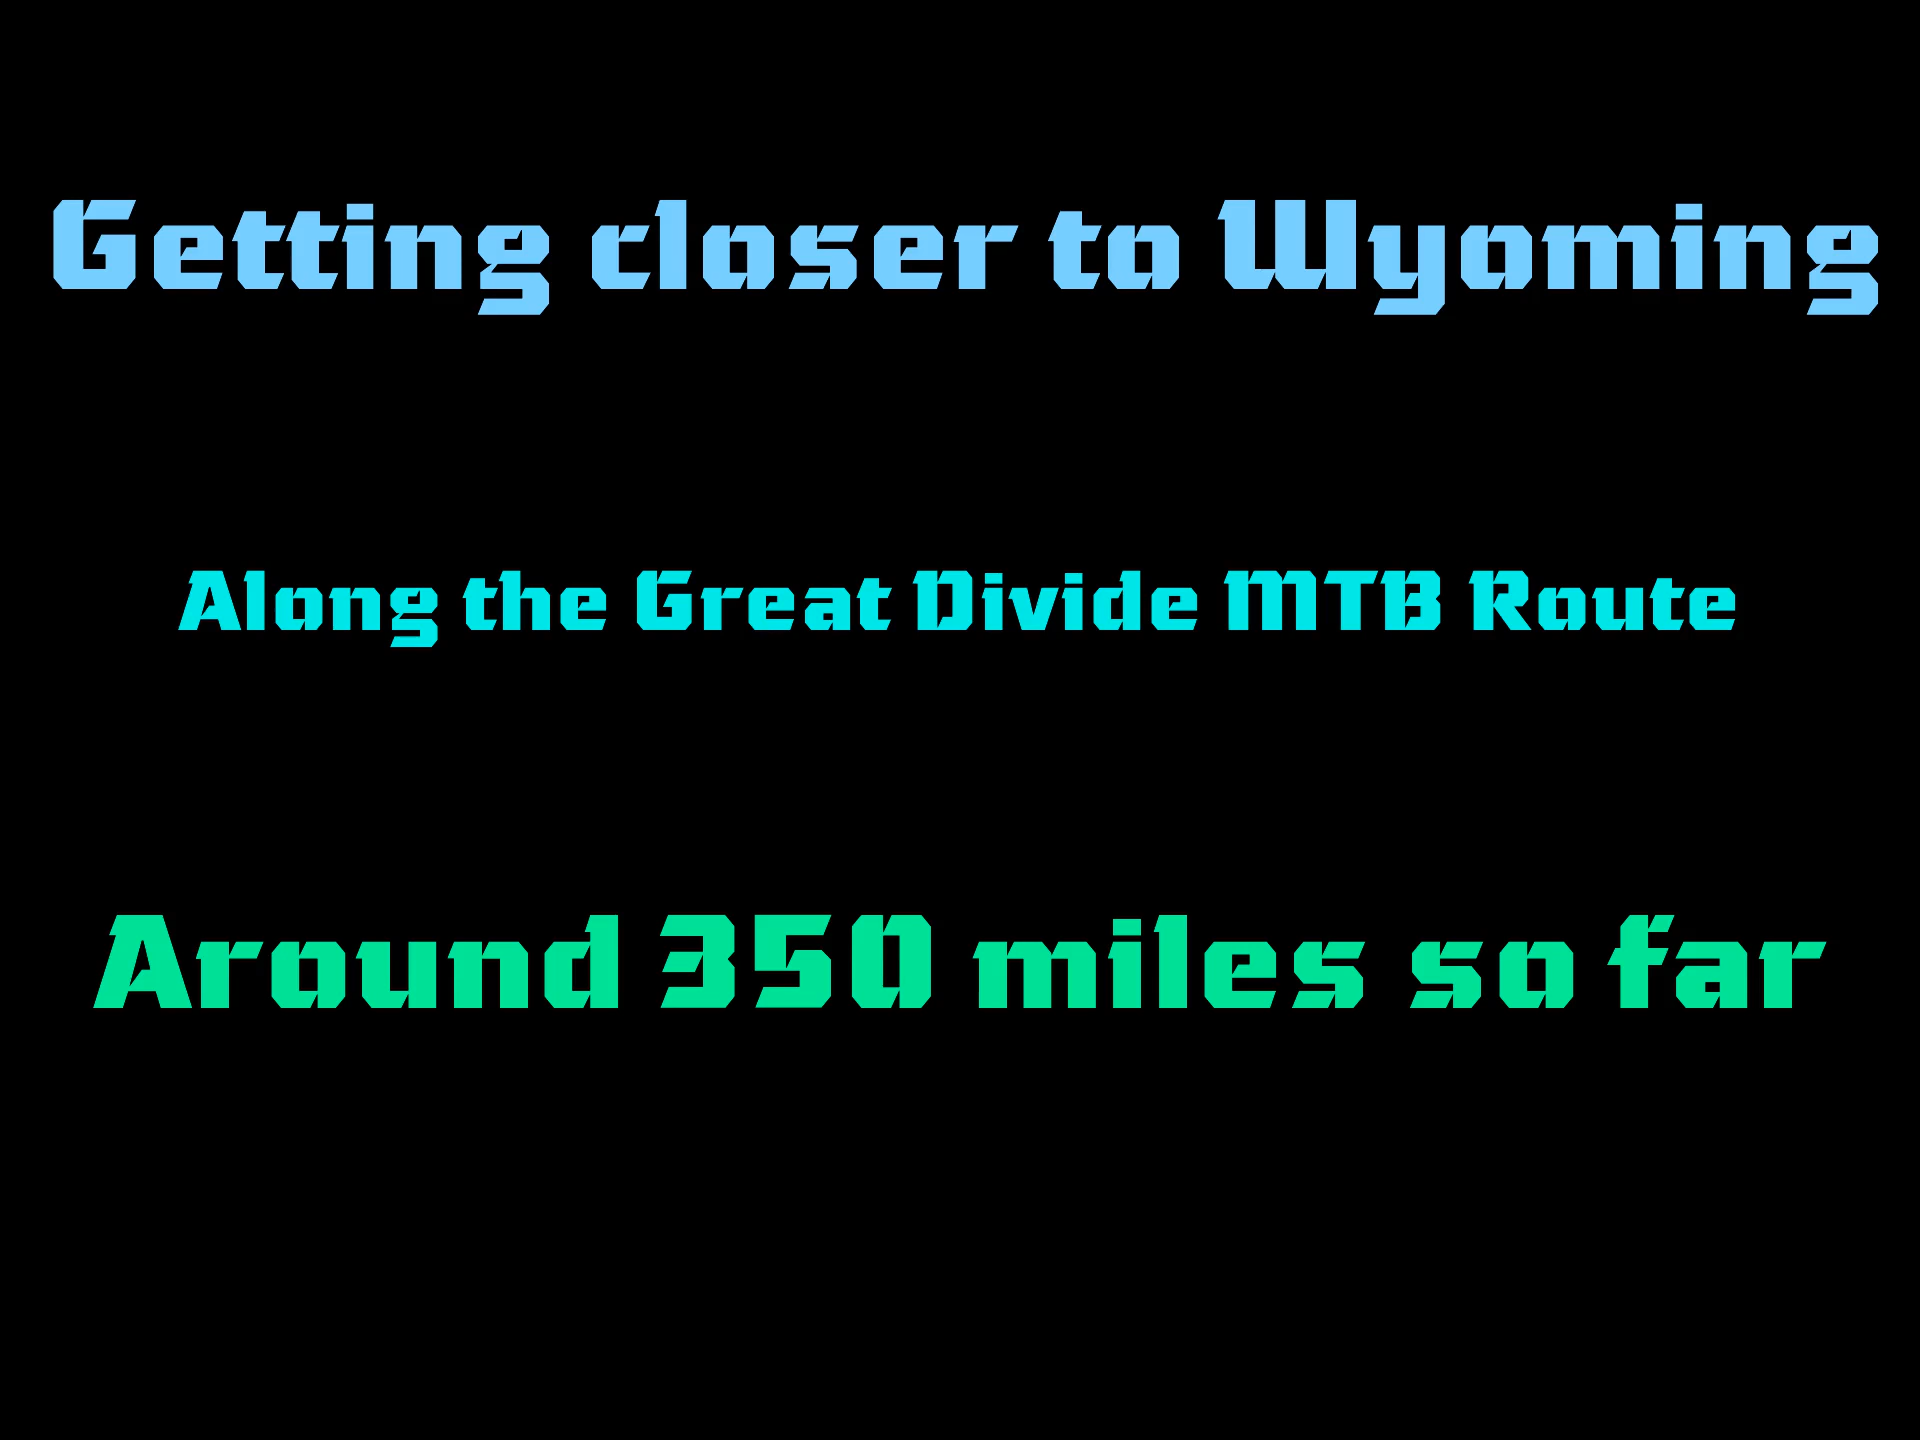 Getting closer to Wyoming
Along the Great Divide MTB Route
Around 350 miles so far